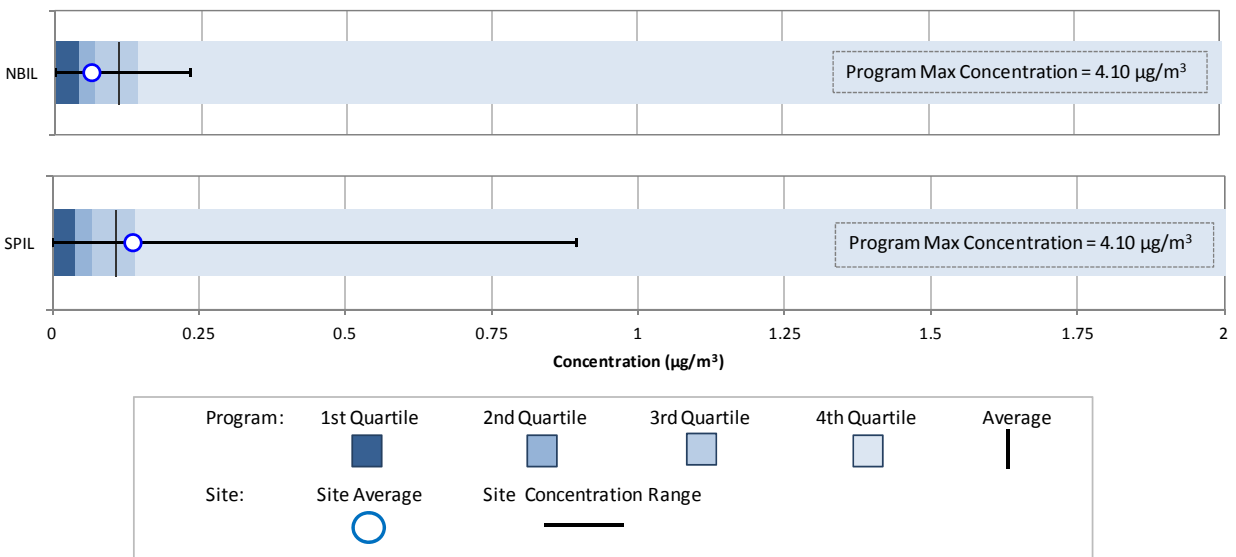 NBIL
Program Max Concentration = 4.10 µg/m³
SPIL
Program Max Concentration = 4.10 µg/m³
0 0.25 0.5 0.75 1 1.25 1.5 1.75 2
Concentration (µg/m³)
Program: 1st Quartile 2nd Quartile 3rd Quartile 4th Quartile Average
Site: Site Average Site Concentration Range